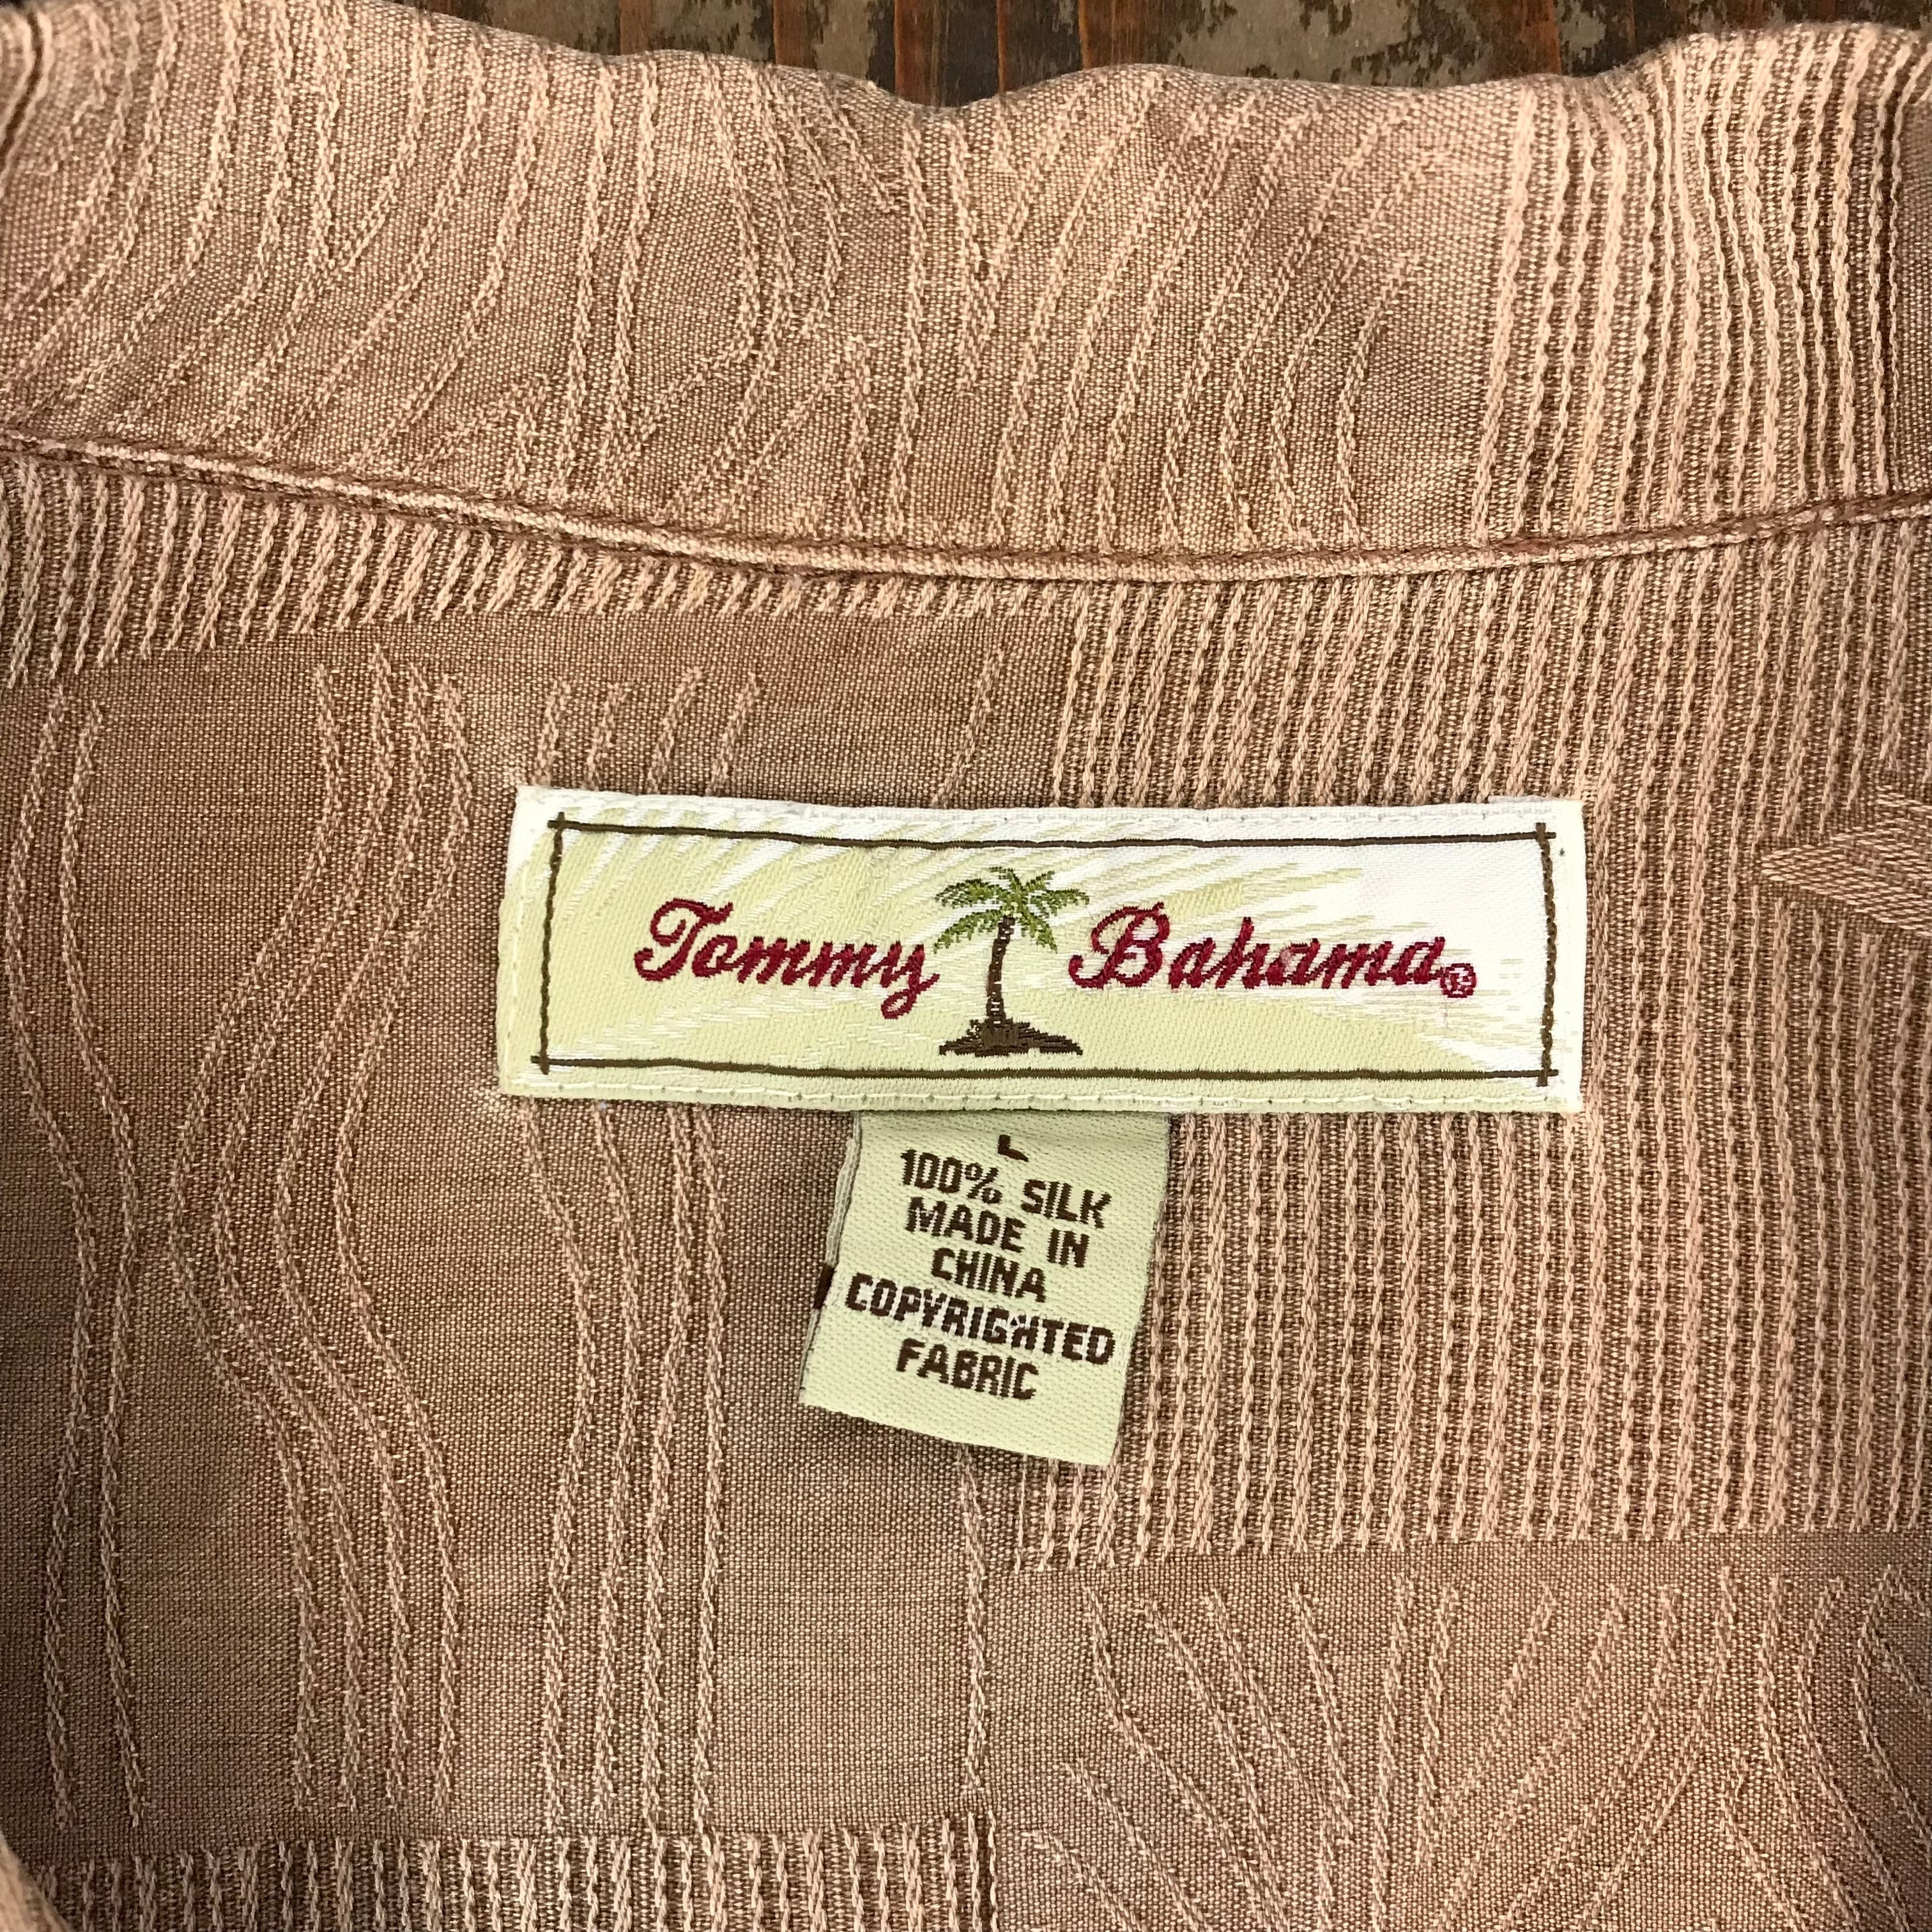 Tommy Bahama®
L
100% SILK
MADE IN
CHINA
COPYRIGHTED
FABRIC